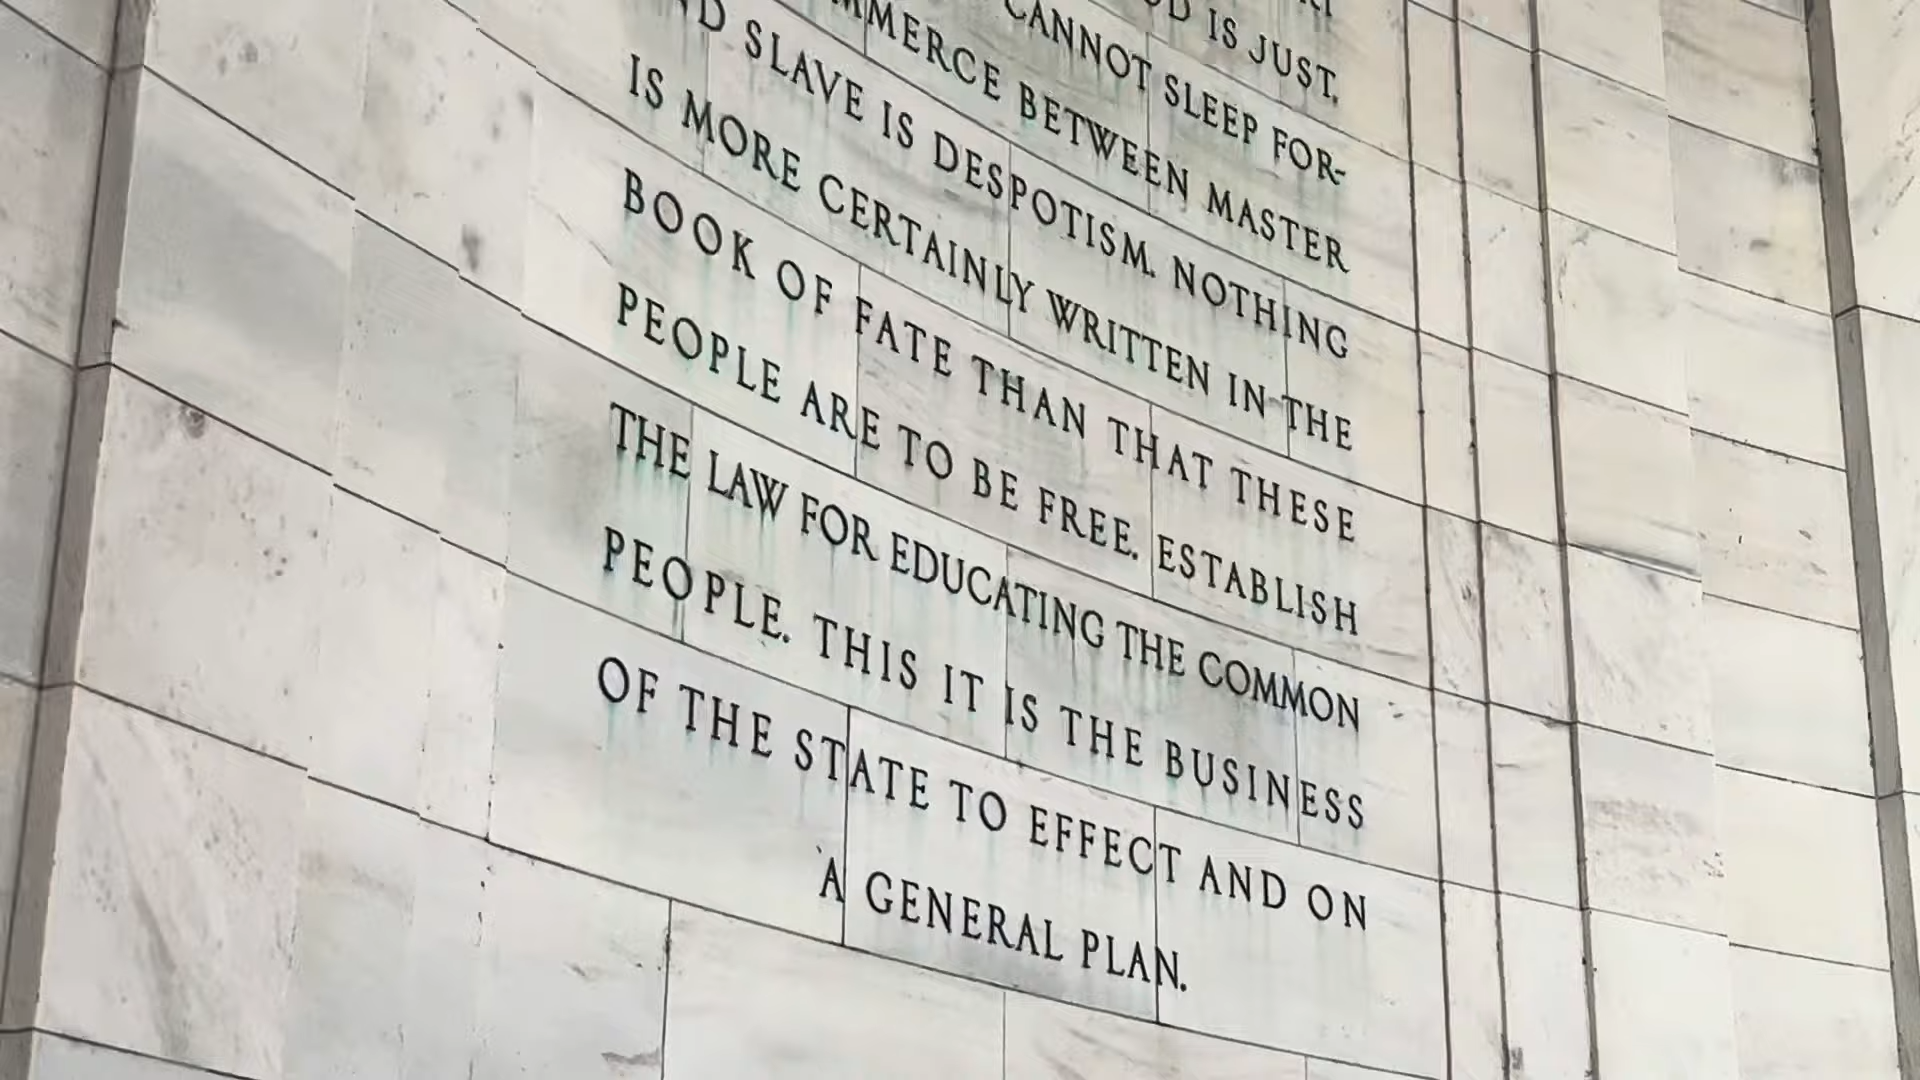 IS JUST.
CANNOT SLEEP FOR-
BETWEEN MASTER
SLAVE IS DESPOTISM. NOTHING
IS MORE CERTAINLY WRITTEN IN THE
BOOK OF FATE THAN THAT THESE
PEOPLE ARE TO BE FREE. ESTABLISH
THE LAW FOR EDUCATING THE COMMON
PEOPLE. THIS IT IS THE BUSINESS
OF THE STATE TO EFFECT AND ON
A GENERAL PLAN.